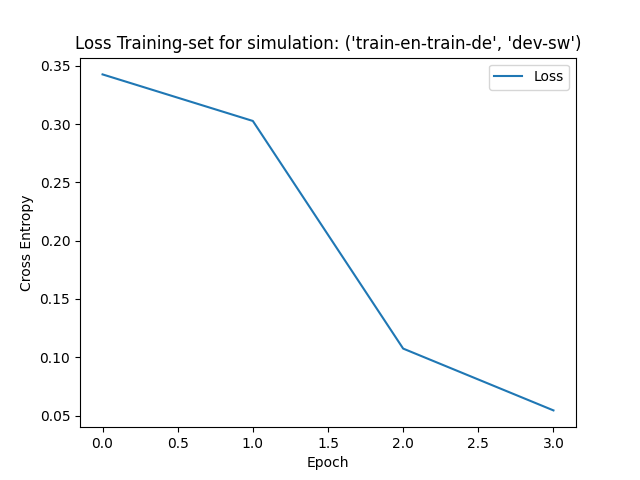 Loss Training-set for simulation: ('train-en-train-de', 'dev-sw')
Loss
0.35
0.30
0.25
0.20
0.15
0.10
0.05
Cross Entropy
0.0 0.5 1.0 1.5 2.0 2.5 3.0
Epoch